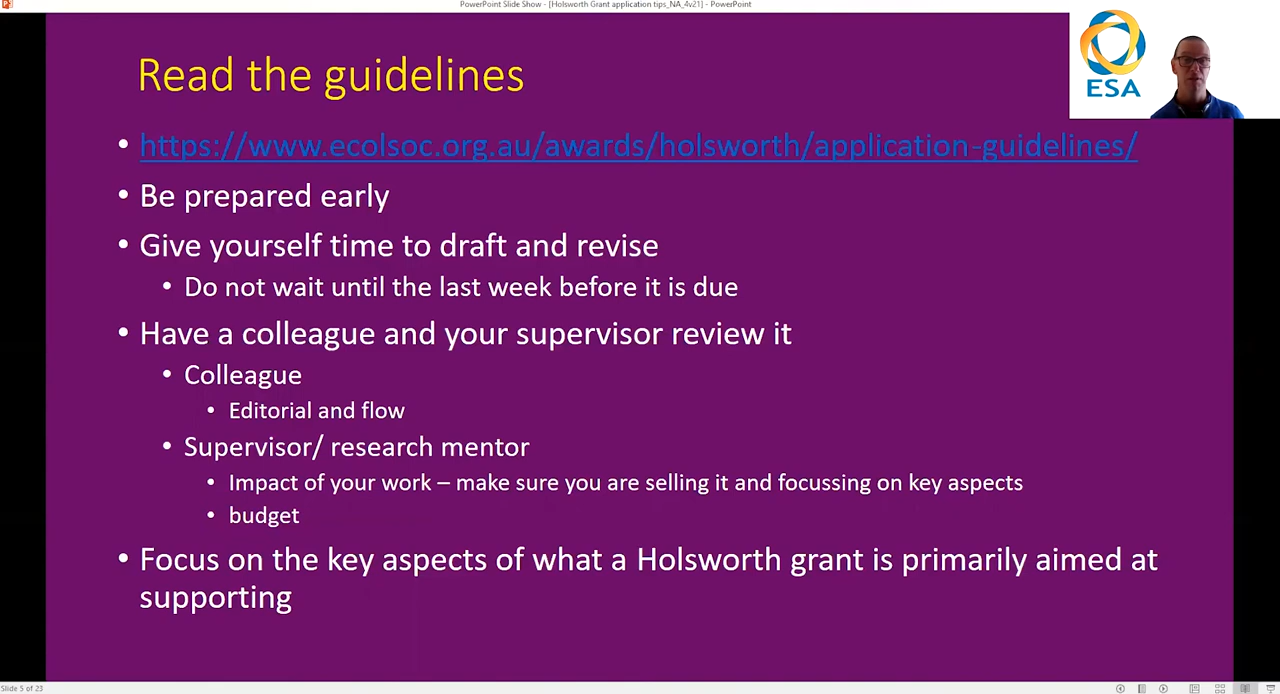 PowerPoint Slide Show - [Holsworth Grant application tips_NA_4v21] - PowerPoint
ESA
Read the guidelines
• https://www.ecolsoc.org.au/awards/holsworth/application-guidelines/
• Be prepared early
• Give yourself time to draft and revise
• Do not wait until the last week before it is due
• Have a colleague and your supervisor review it
• Colleague
• Editorial and flow
• Supervisor/ research mentor
• Impact of your work – make sure you are selling it and focussing on key aspects
• budget
• Focus on the key aspects of what a Holsworth grant is primarily aimed at
supporting
Slide 5 of 23